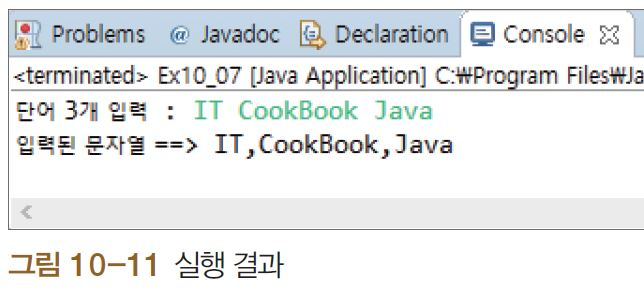 Problems @ Javadoc Declaration Console
<terminated> Ex10_07 [Java Application] C:₩Program Files₩Ja
단어 3개 입력 : IT CookBook Java
입력된 문자열 ==> IT,CookBook,Java
그림 10-11 실행 결과